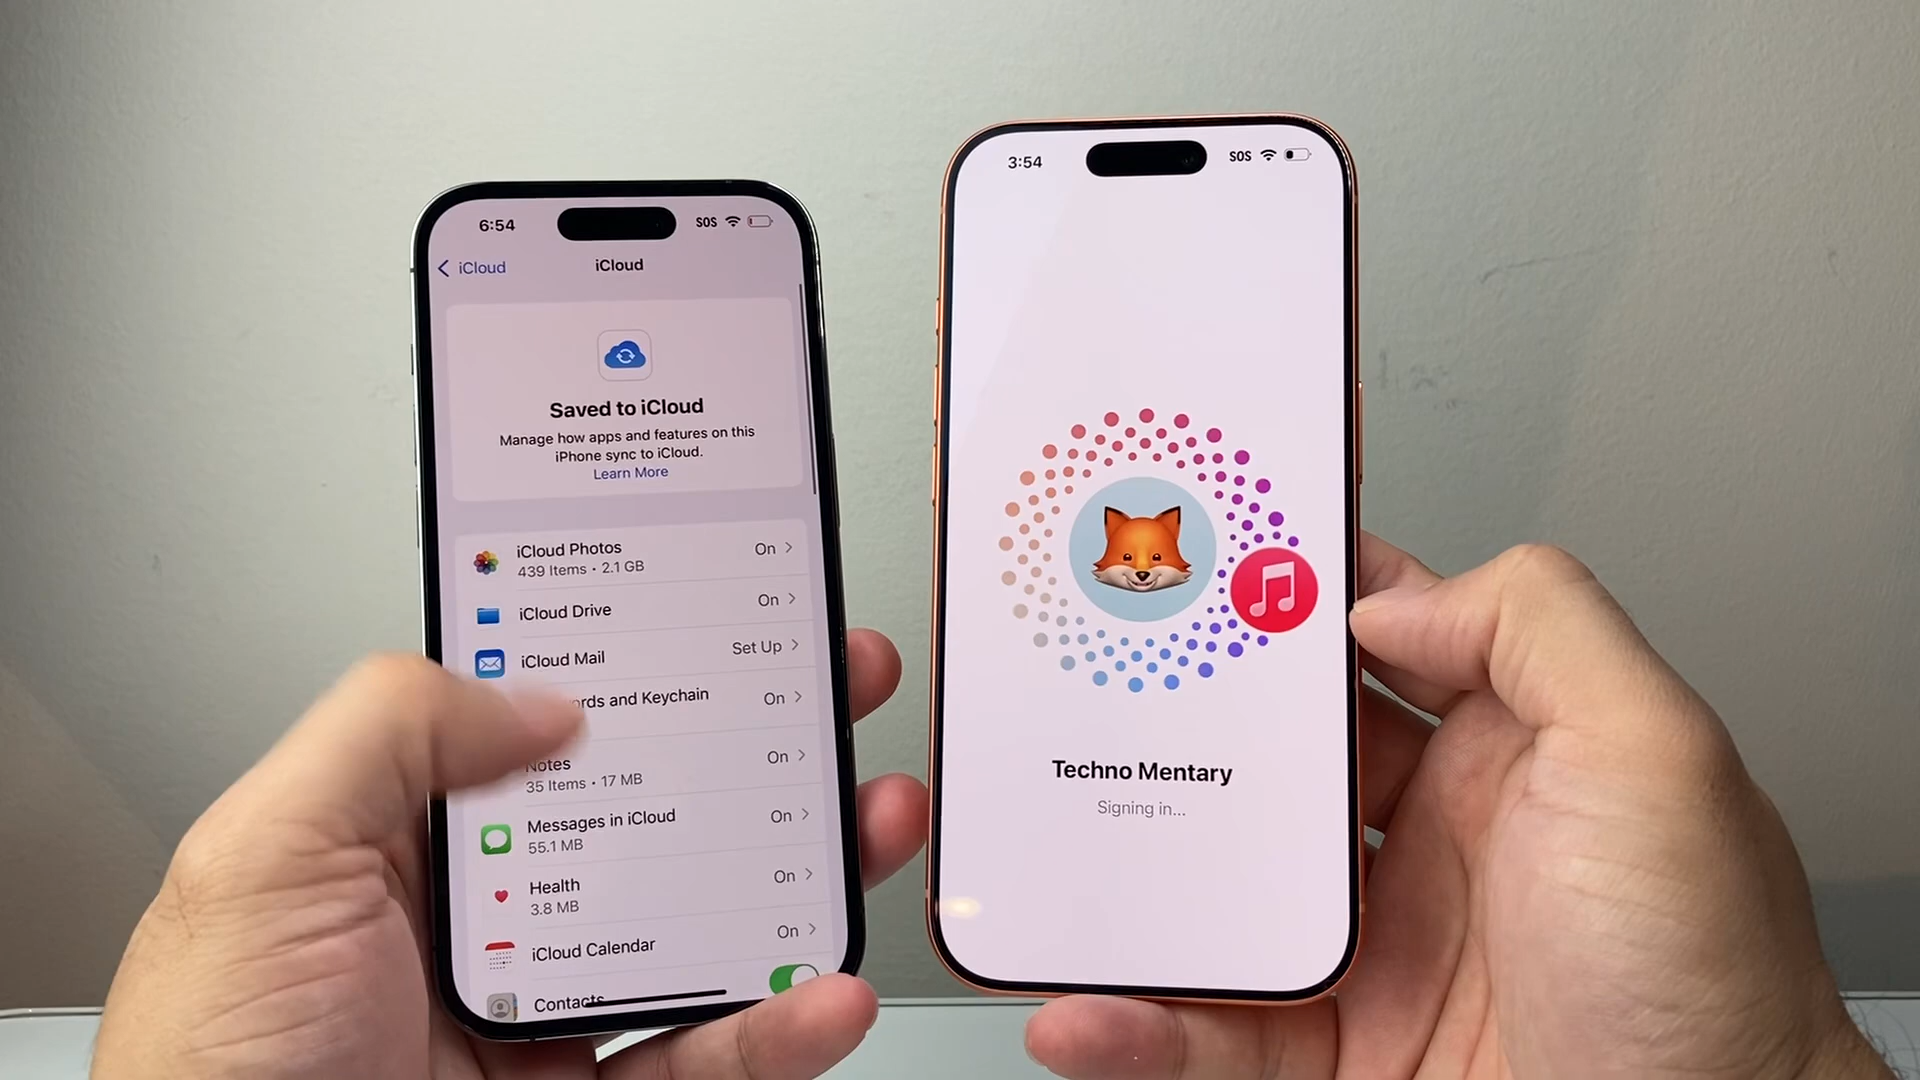 6:54
SOS
iCloud
iCloud
Saved to iCloud
Manage how apps and features on this
iPhone sync to iCloud.
Learn More
iCloud Photos
439 Items • 2.1 GB
On
iCloud Drive
On
iCloud Mail
Set Up
and Keychain
On
Notes
35 Items • 17 MB
On
Messages in iCloud
55.1 MB
On
Health
3.8 MB
On
iCloud Calendar
On
Contacts
3:54
SOS
Techno Mentary
Signing in...